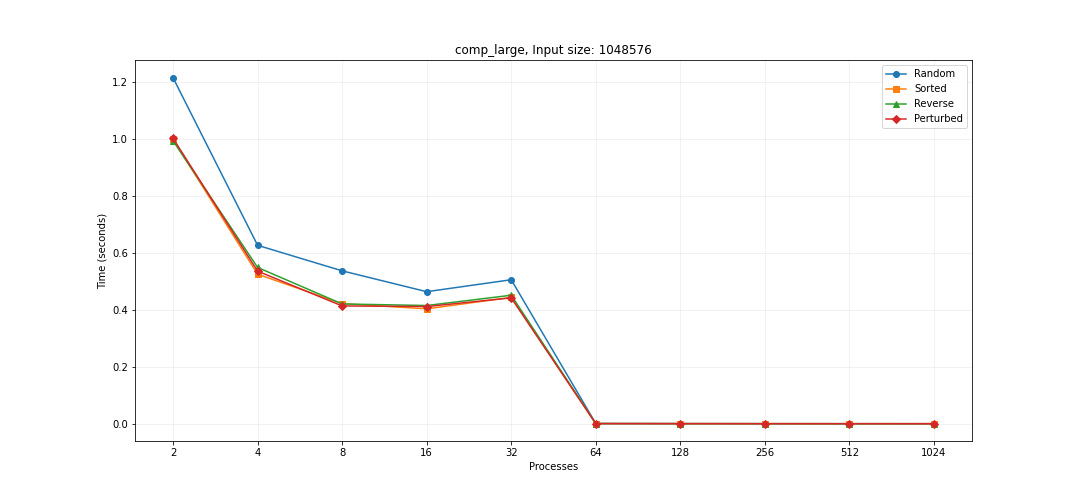 comp_large, Input size: 1048576
Random
Sorted
Reverse
Perturbed
Time (seconds)
1.2
1.0
0.8
0.6
0.4
0.2
0.0
2 4 8 16 32 64 128 256 512 1024
Processes